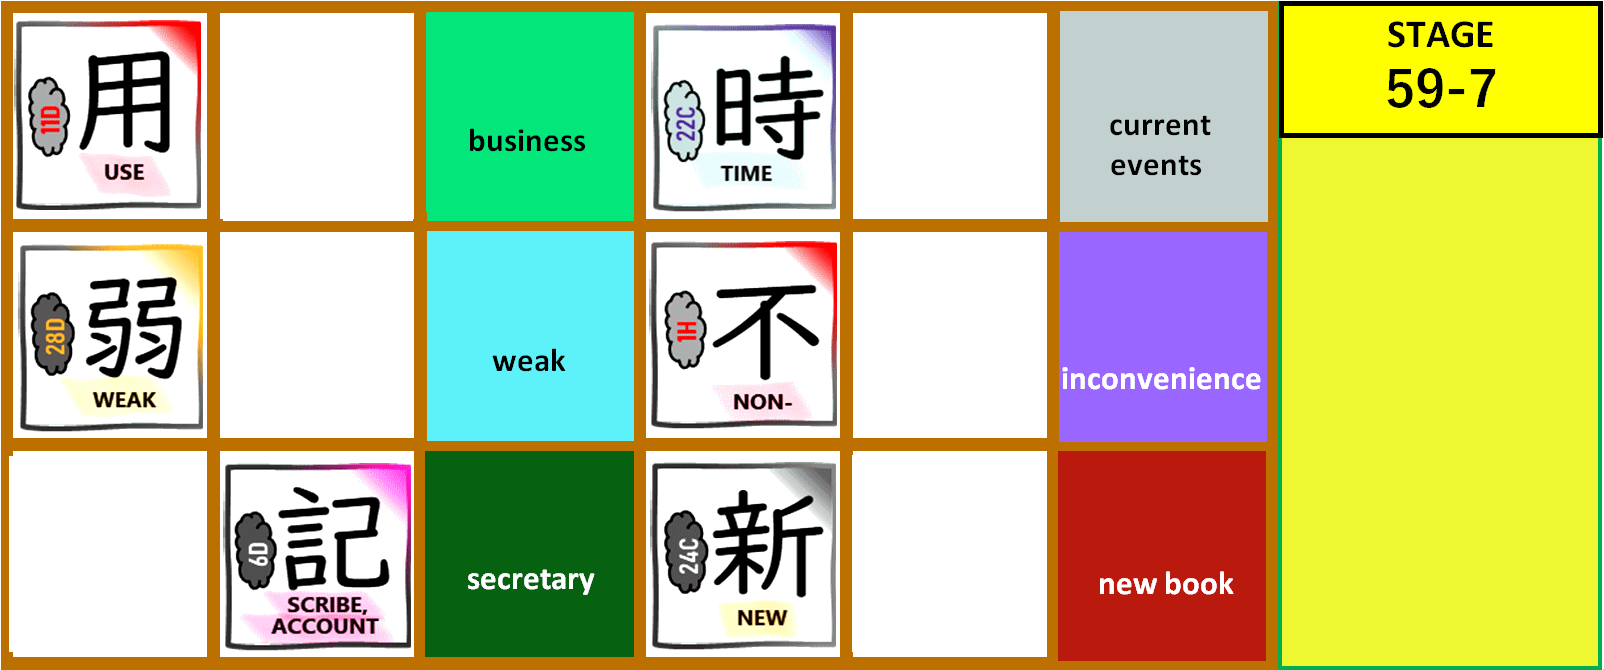 11D
用
USE
business
22C
時
TIME
current
events
STAGE
59-7
28D
弱
WEAK
weak
1H
不
NON-
inconvenience
6D
記
SCRIBE,
ACCOUNT
secretary
24C
新
NEW
new book